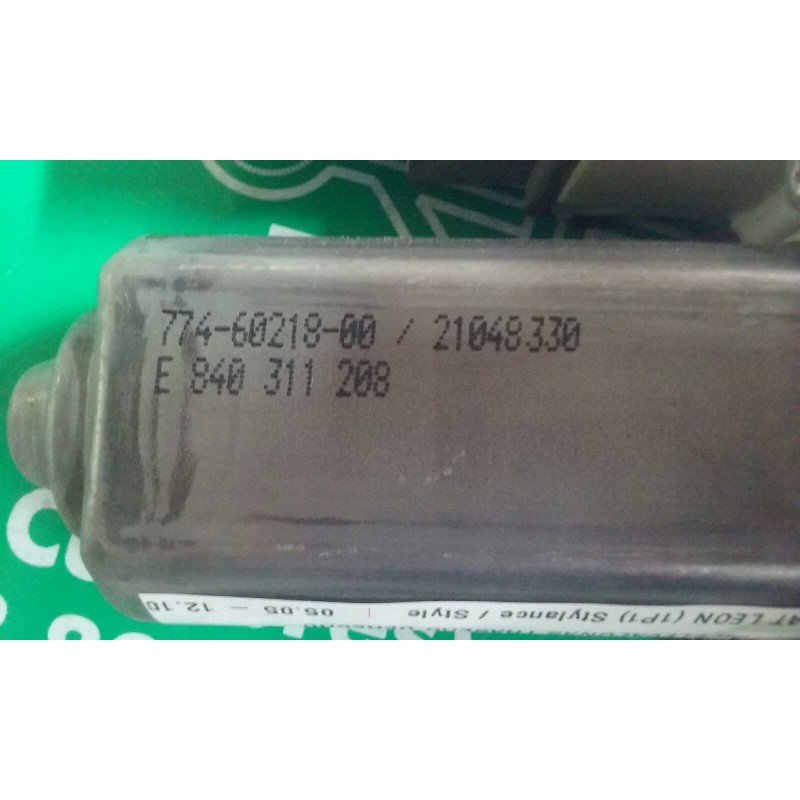 774-60218-00 / 21048330
E 840 311 208
AT LEON (1P1) Stylance / Style | 05.05 – 12.10